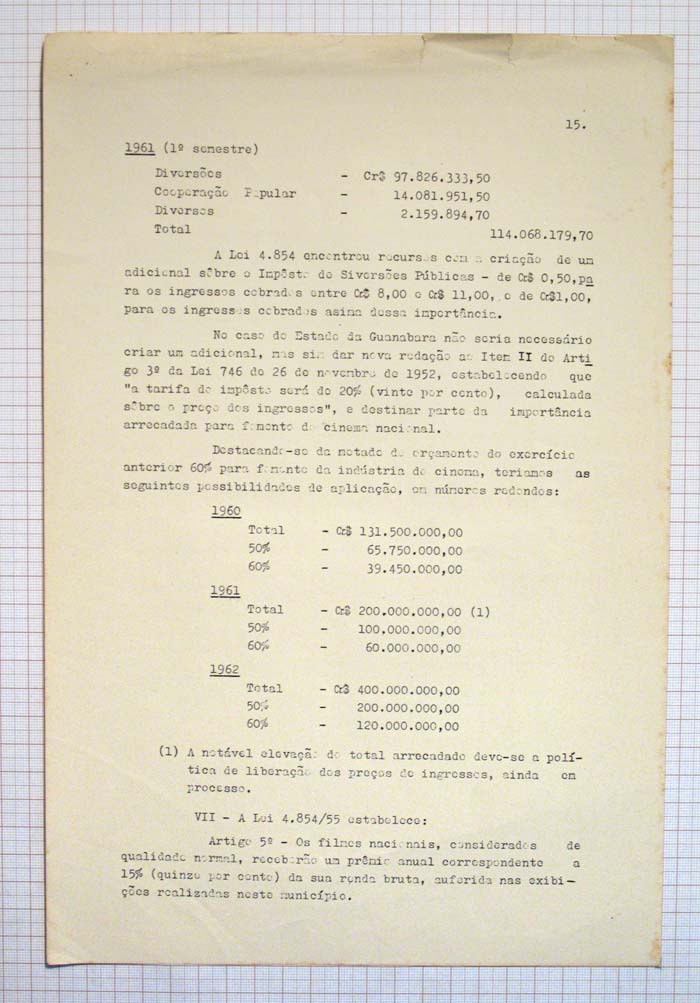 15.
1961 (1º semestre)
Diversões - Cr$ 97.826.333,50
Cooperação Popular - 14.081.951,50
Diversos - 2.159.894,70
Total 114.068.179,70
A Lei 4.854 encontrou recursos com a criação de um
adicional sôbre o Impôsto de Siversões Públicas - de Cr$ 0,50,pa
ra os ingressos cobrados entre Cr$ 8,00 e Cr$ 11,00, e de Cr$1,00,
para os ingressos cobrados asima dessa importância.
No caso do Estado da Guanabara não seria necessário
criar um adicional, mas sim dar nova redação ao Item II do Arti
go 3º da Lei 746 de 26 de novembro de 1952, estabelecendo que
"a tarifa do impôsto será de 20% (vinte por cento), calculada
sôbre o preço dos ingressos", e destinar parte da importância
arrecadada para fomento do cinema nacional.
Destacando-se da metade do orçamento do exercício
anterior 60% para fomento da indústria do cinema, teriamos as
seguintes possibilidades de aplicação, em números redondos:
1960
Total - Cr$ 131.500.000,00
50% - 65.750.000,00
60% - 39.450.000,00
1961
Total - Cr$ 200.000.000,00 (1)
50% - 100,000.000,00
60% - 60.000.000,00
1962
Total - Cr$ 400.000.000,00
50% - 200.000.000,00
60% - 120.000.000,00
(1) A notável elevação do total arrecadado deve-se a polí-
tica de liberação dos preços de ingressos, ainda em
processo.
VII - A Lei 4.854/55 estabelece:
Artigo 5º - Os filmes nacionais, considerados de
qualidade normal, receberão um prêmio anual correspondente a
15% (quinze por cento) da sua renda bruta, auferida nas exibi-
ções realizadas neste município.